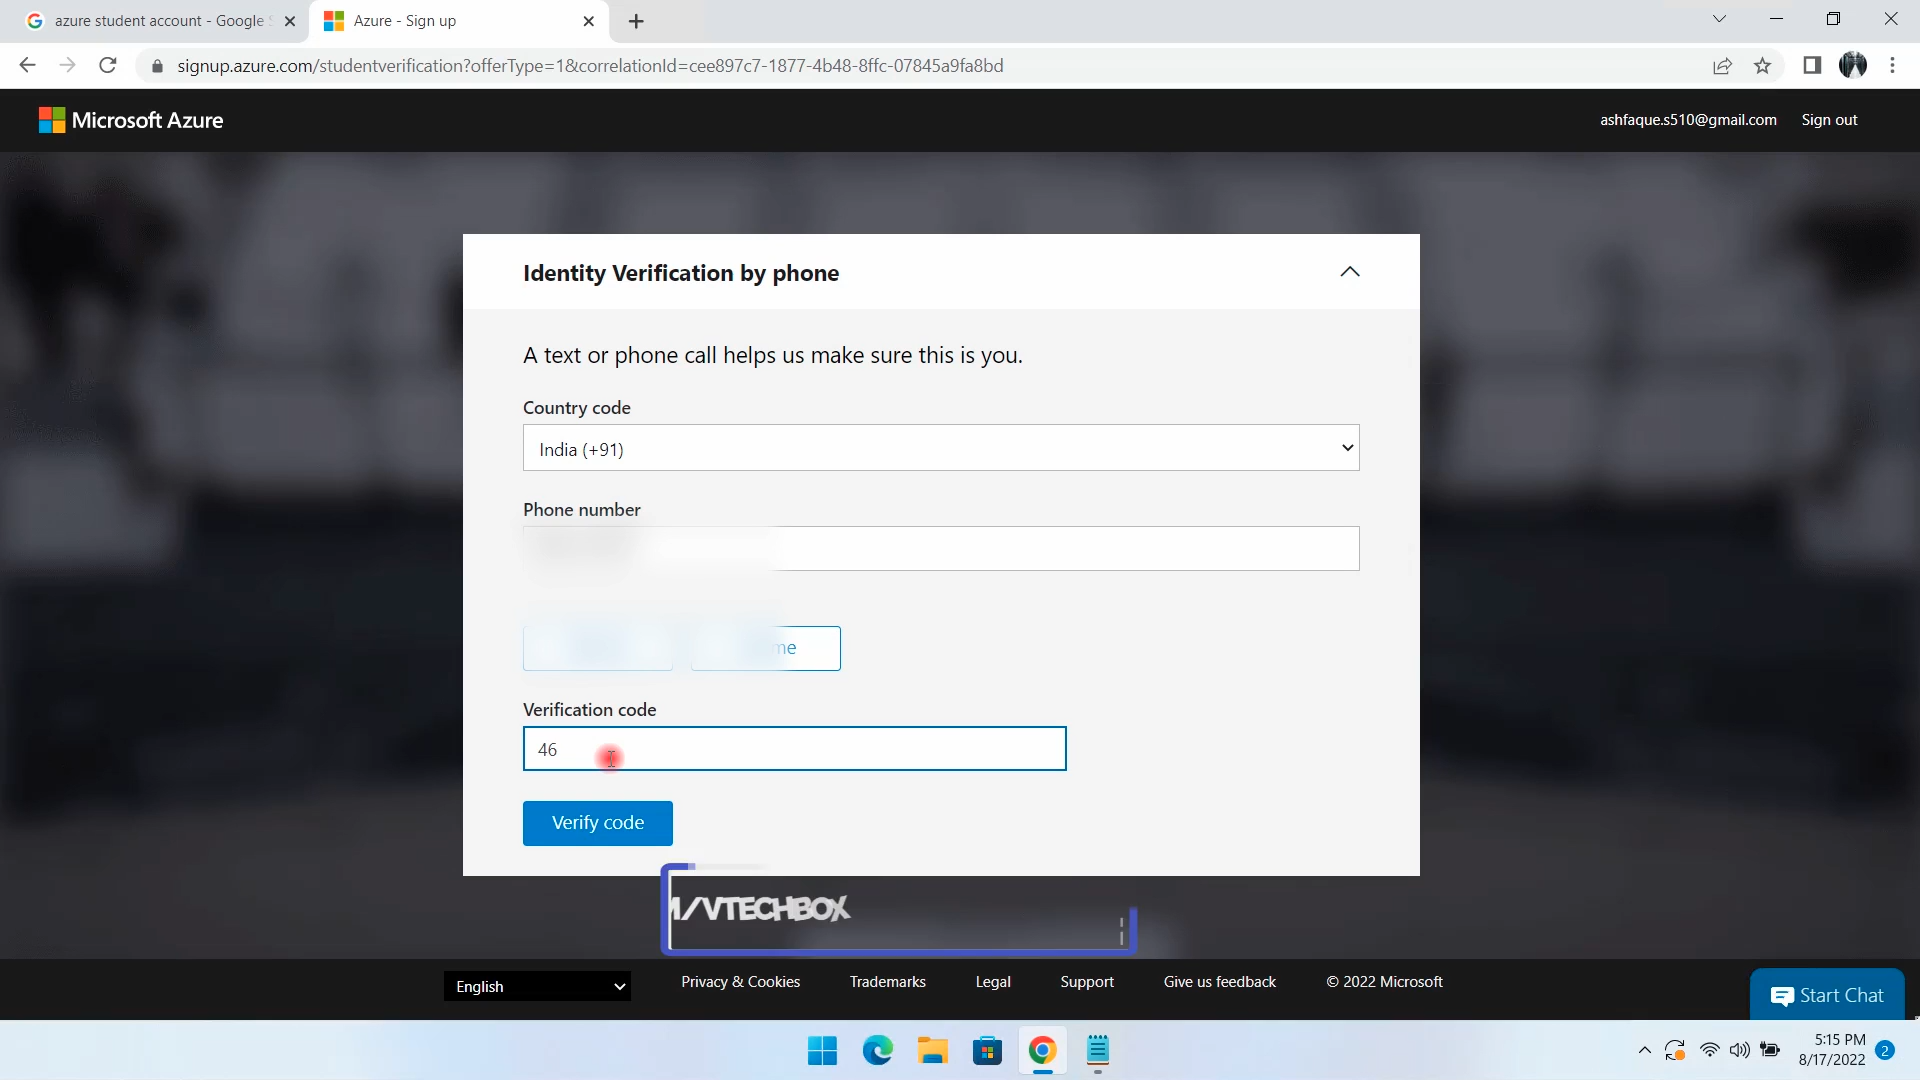 azure student account - Google
Azure - Sign up
signup.azure.com/studentverification?offerType=1&correlationId=cee897c7-1877-4b48-8ffc-07845a9fa8bd
Microsoft Azure
ashfaque.s510@gmail.com
Sign out
Identity Verification by phone
A text or phone call helps us make sure this is you.
Country code
India (+91)
Phone number
me
Verification code
46
Verify code
/VTECHBOX
English
Privacy & Cookies
Trademarks
Legal
Support
Give us feedback
© 2022 Microsoft
Start Chat
5:15 PM
8/17/2022
2